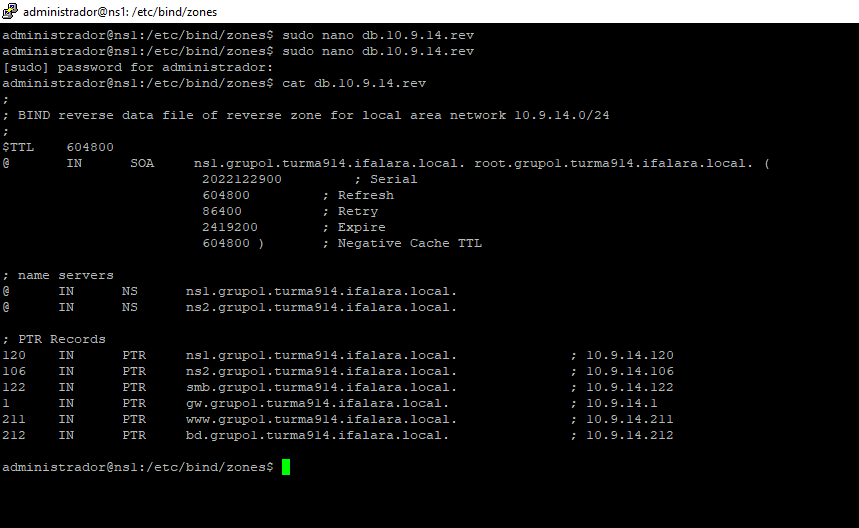 administrador@ns1: /etc/bind/zones
administrador@ns1:/etc/bind/zones$ sudo nano db.10.9.14.rev
administrador@ns1:/etc/bind/zones$ sudo nano db.10.9.14.rev
[sudo] password for administrador:
administrador@ns1:/etc/bind/zones$ cat db.10.9.14.rev
;
; BIND reverse data file of reverse zone for local area network 10.9.14.0/24
;
$TTL    604800
@       IN      SOA     ns1.grupo1.turma914.ifalara.local. root.grupo1.turma914.ifalara.local. (
                         2022122900         ; Serial
                         604800         ; Refresh
                         86400          ; Retry
                         2419200        ; Expire
                         604800 )       ; Negative Cache TTL
; name servers
@      IN      NS      ns1.grupo1.turma914.ifalara.local.
@      IN      NS      ns2.grupo1.turma914.ifalara.local.
; PTR Records
120    IN      PTR     ns1.grupo1.turma914.ifalara.local.              ; 10.9.14.120
106    IN      PTR     ns2.grupo1.turma914.ifalara.local.              ; 10.9.14.106
122    IN      PTR     smb.grupo1.turma914.ifalara.local.              ; 10.9.14.122
1      IN      PTR     gw.grupo1.turma914.ifalara.local.               ; 10.9.14.1
211    IN      PTR     www.grupo1.turma914.ifalara.local.              ; 10.9.14.211
212    IN      PTR     bd.grupo1.turma914.ifalara.local.               ; 10.9.14.212
administrador@ns1:/etc/bind/zones$